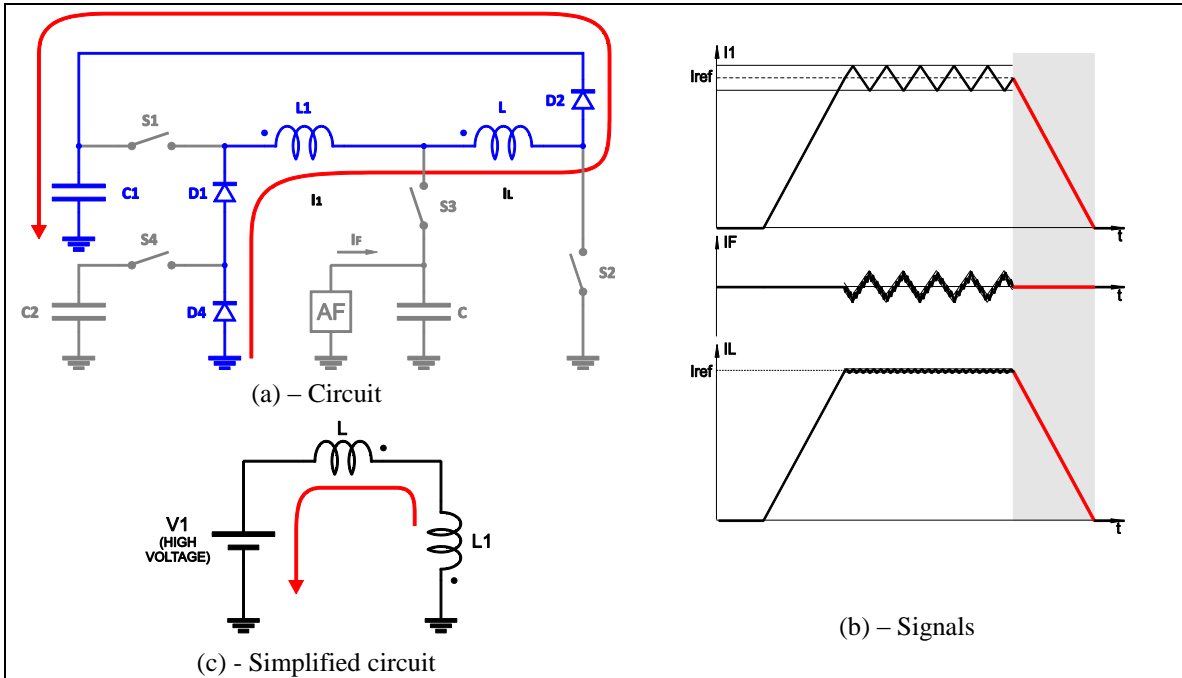 D2
L1
L
S1
C1
D1
I1
IL
S3
S4
IF
S2
C2
D4
AF
C
(a) – Circuit
L
V1
(HIGH
VOLTAGE)
L1
(c) - Simplified circuit
I1
Iref
t
IF
t
IL
Iref
t
(b) – Signals